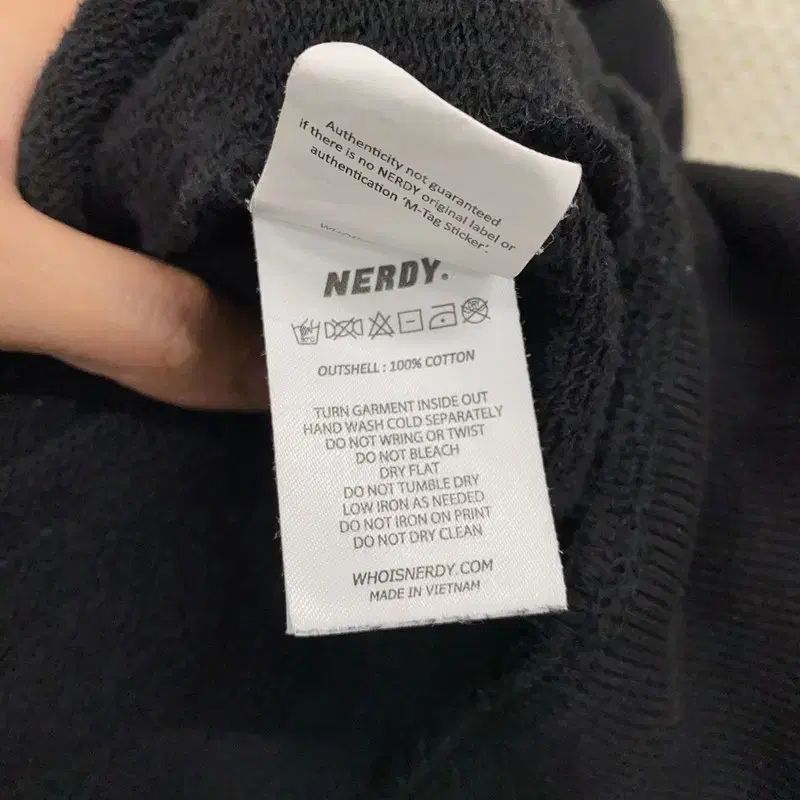 Authenticity not guaranteed
if there is no NERDY original label or
authentication ‘M-Tag Sticker’.
NERDY.
DRY
OUTSHELL : 100% COTTON
TURN GARMENT INSIDE OUT
HAND WASH COLD SEPARATELY
DO NOT WRING OR TWIST
DO NOT BLEACH
DRY FLAT
DO NOT TUMBLE DRY
LOW IRON AS NEEDED
DO NOT IRON ON PRINT
DO NOT DRY CLEAN
WHOISNERDY.COM
MADE IN VIETNAM